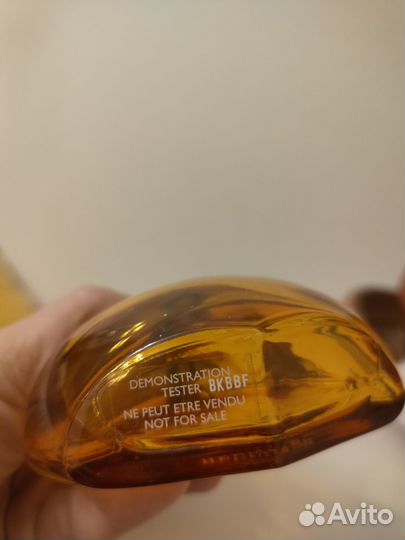 DEMONSTRATION
TESTER BKBBF
NE PEUT ETRE VENDU
NOT FOR SALE
Avito